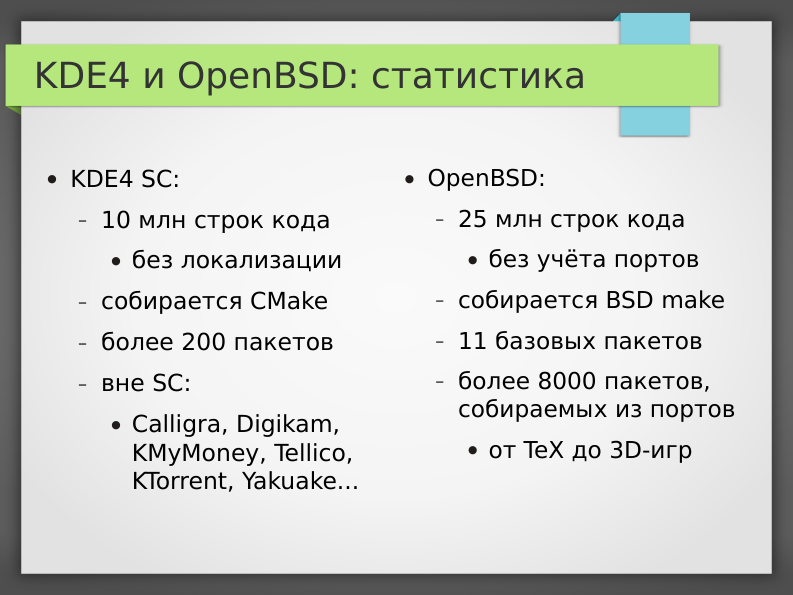 KDE4 и OpenBSD: статистика
• KDE4 SC:
– 10 млн строк кода
• без локализации
– собирается CMake
– более 200 пакетов
– вне SC:
• Calligra, Digikam,
KMyMoney, Tellico,
KTorrent, Yakuake...
• OpenBSD:
– 25 млн строк кода
• без учёта портов
– собирается BSD make
– 11 базовых пакетов
– более 8000 пакетов,
собираемых из портов
• от TeX до 3D-игр